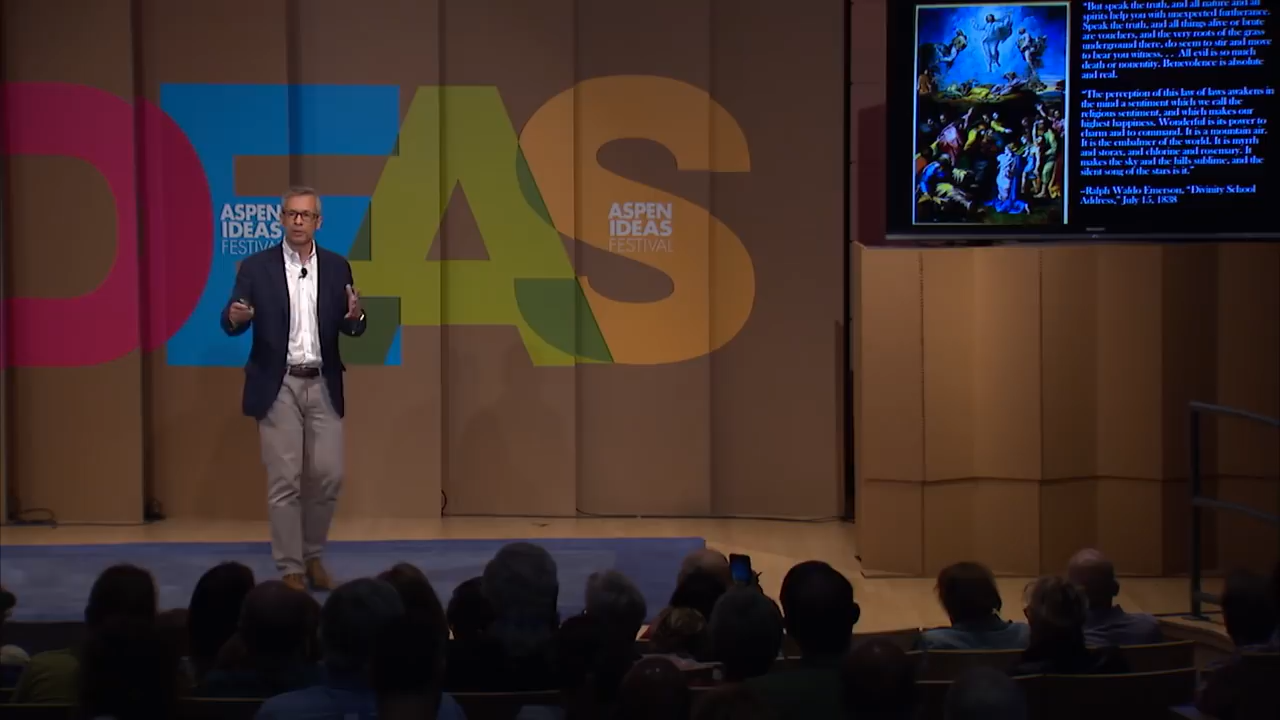 DEAS
ASPEN
IDEAS
FESTIVAL
ASPEN
IDEAS
FESTIVAL
"But speak the truth, and all nature and all
spirits help you with unexpected furtherance.
Speak the truth, and all things alive or brute
are vouchers, and the very roots of the grass
underground there, do seem to stir and move
to bear you witness. . . All evil is so much
death or nonentity. Benevolence is absolute
and real.
"The perception of this law of laws awakens in
the mind a sentiment which we call the
religious sentiment, and which makes our
highest happiness. Wonderful is its power to
charm and to command. It is a mountain air.
It is the embalmer of the world. It is myrrh
and storax, and chlorine and rosemary. It
makes the sky and the hills sublime, and the
silent song of the stars is it."
–Ralph Waldo Emerson, "Divinity School
Address," July 15, 1838